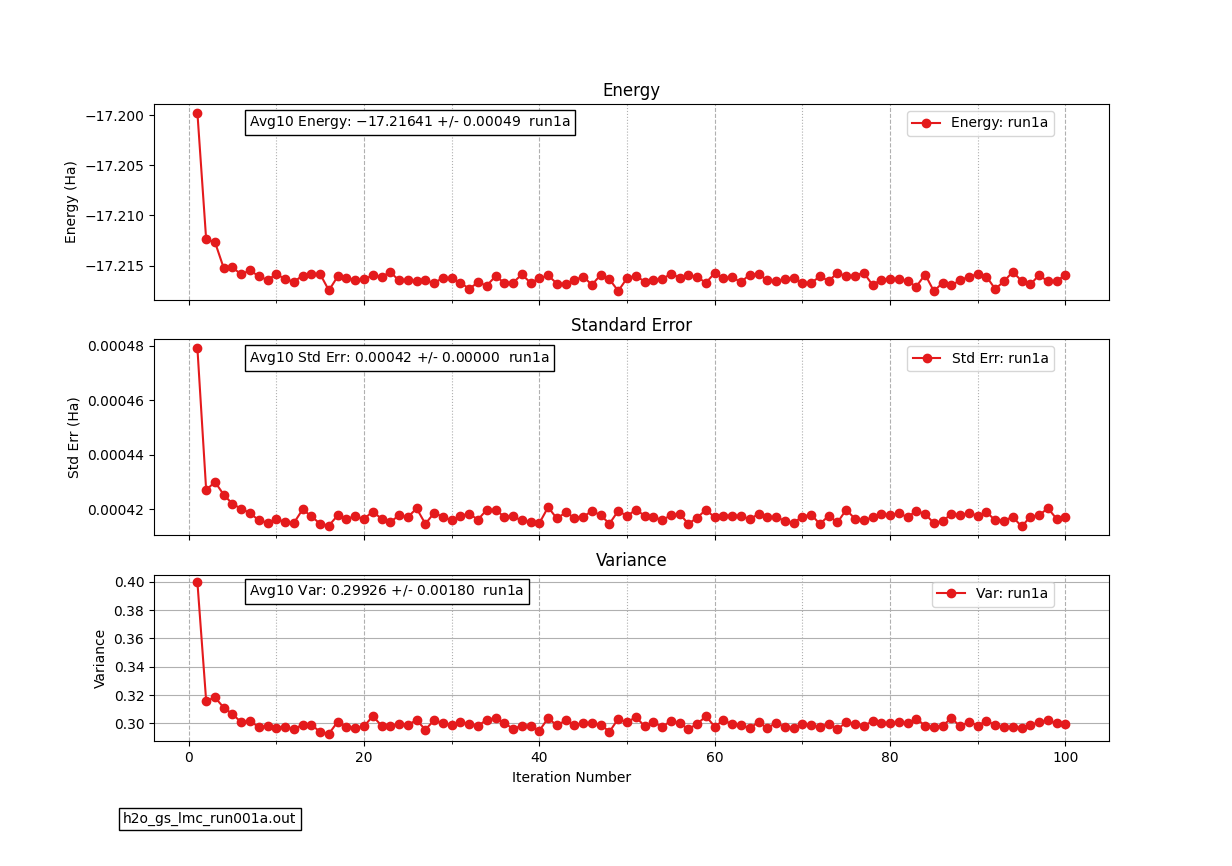 Energy
−17.200
−17.205
−17.210
−17.215
Energy (Ha)
Avg10 Energy: −17.21641 +/- 0.00049 run1a
Energy: run1a
Standard Error
0.00048
0.00046
0.00044
0.00042
Std Err (Ha)
Avg10 Std Err: 0.00042 +/- 0.00000 run1a
Std Err: run1a
Variance
0.40
0.38
0.36
0.34
0.32
0.30
Variance
Avg10 Var: 0.29926 +/- 0.00180 run1a
Var: run1a
0 20 40 60 80 100
Iteration Number
h2o_gs_lmc_run001a.out